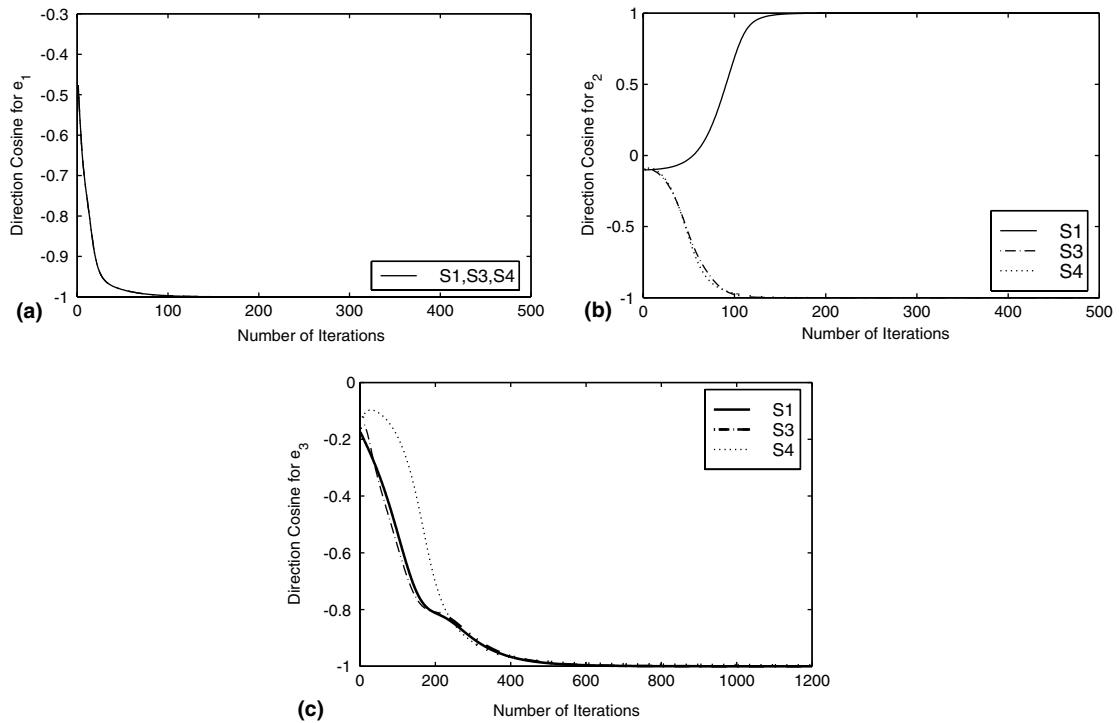 -0.3
-0.4
-0.5
-0.6
-0.7
-0.8
-0.9
-1
0
100
200
300
400
500
Direction Cosine for e1
Number of Iterations
S1,S3,S4
(a)
1
0.5
0
-0.5
-1
0
100
200
300
400
500
Direction Cosine for e2
Number of Iterations
S1
S3
S4
(b)
0
-0.2
-0.4
-0.6
-0.8
-1
0
200
400
600
800
1000
1200
Direction Cosine for e3
Number of Iterations
S1
S3
S4
(c)